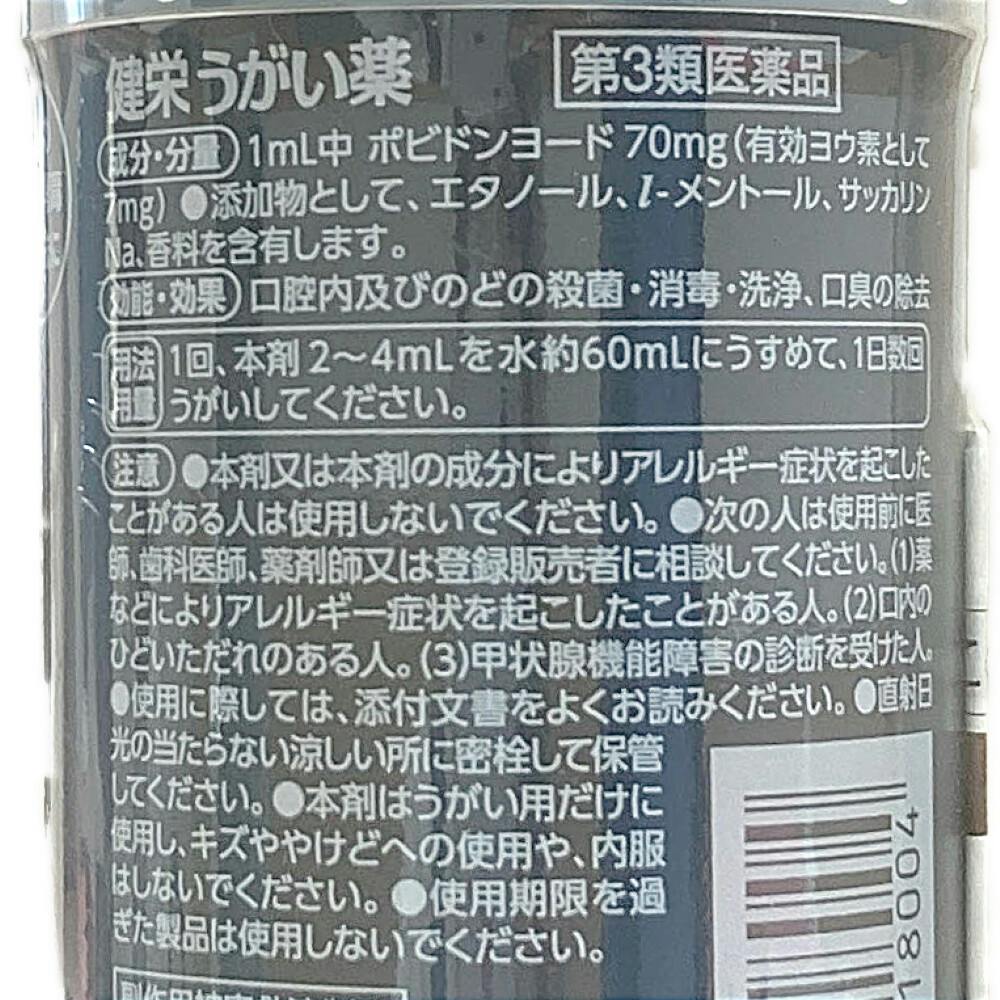 健栄うがい薬
第3類医薬品
成分・分量 1mL中 ポビドンヨード 70mg(有効ヨウ素として
7mg) ●添加物として、エタノール、l-メントール、サッカリン
Na、香料を含有します。
効能・効果 口腔内及びのどの殺菌・消毒・洗浄、口臭の除去
用法 1回、本剤2〜4mLを水約60mLにうすめて、1日数回
用量 うがいしてください。
注意 ●本剤又は本剤の成分によりアレルギー症状を起こした
ことがある人は使用しないでください。●次の人は使用前に医
師、歯科医師、薬剤師又は登録販売者に相談してください。(1)薬
などによりアレルギー症状を起こしたことがある人。(2)口内の
ひどいただれのある人。(3)甲状腺機能障害の診断を受けた人。
●使用に際しては、添付文書をよくお読みください。●直射日
光の当たらない涼しい所に密栓して保管
してください。●本剤はうがい用だけに
使用し、キズややけどへの使用や、内服
はしないでください。●使用期限を過
ぎた製品は使用しないでください。